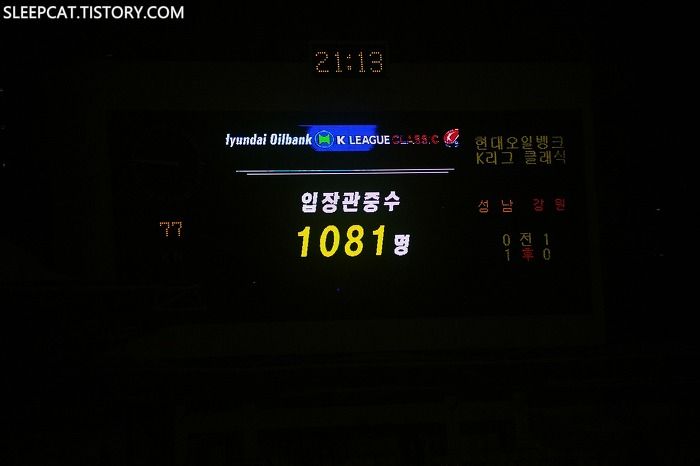 SLEEPCAT.TISTORY.COM
21:13
Hyundai Oilbank K LEAGUE CLASSIC
현대오일뱅크
K리그 클래식
입장관중수
성남 강원
77
1081명
0 전 1
1 後 0